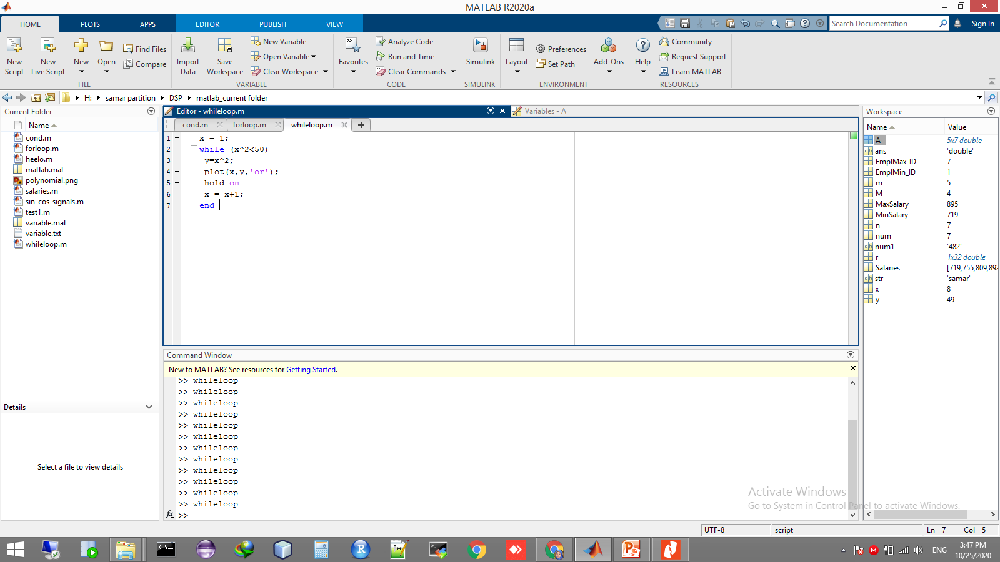 MATLAB R2020a
HOME PLOTS APPS EDITOR PUBLISH VIEW
Search Documentation
Sign In
New Script
New Live Script
New
Open
Find Files
Compare
FILE
Import Data
Save Workspace
New Variable
Open Variable
Clear Workspace
VARIABLE
Favorites
Analyze Code
Run and Time
Clear Commands
CODE
Simulink
SIMULINK
Layout
Preferences
Set Path
Add-Ons
ENVIRONMENT
Help
Community
Request Support
Learn MATLAB
RESOURCES
H: samar partition DSP matlab_current folder
Current Folder
Name
cond.m
forloop.m
heelo.m
matlab.mat
polynomial.png
salaries.m
sin_cos_signals.m
test1.m
variable.mat
variable.txt
whileloop.m
Details
Select a file to view details
Editor - whileloop.m
Variables - A
cond.m forloop.m whileloop.m
1 x = 1;
2 while (x^2<50)
3 y=x^2;
4 plot(x,y,'or');
5 hold on
6 x = x+1;
7 end
Command Window
New to MATLAB? See resources for Getting Started.
>> whileloop
>> whileloop
>> whileloop
>> whileloop
>> whileloop
>> whileloop
>> whileloop
>> whileloop
>> whileloop
>> whileloop
>> whileloop
>> whileloop
fx >>
Workspace
Name Value
A 5x7 double
ans 'double'
EmplMax_ID 7
EmplMin_ID 1
m 5
M 4
MaxSalary 895
MinSalary 719
n 7
num 7
num1 '482'
r 1x32 double
Salaries [719,755,809,892
str 'samar'
x 8
y 49
Activate Windows
Go to System in Control Panel to activate Windows.
UTF-8 script Ln 7 Col 5
ENG
3:47 PM
10/25/2020